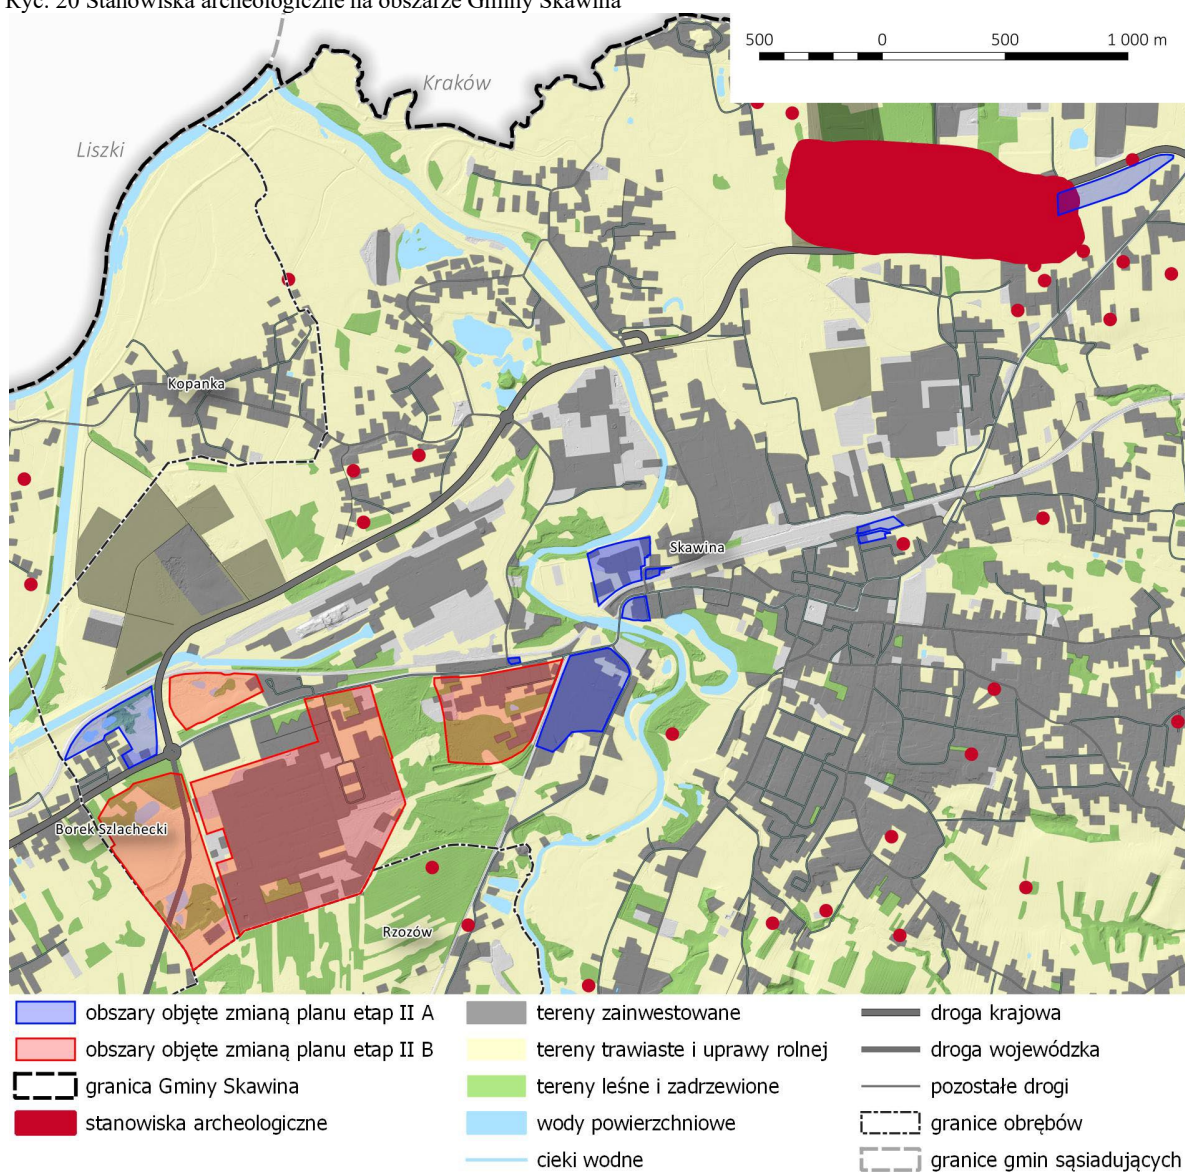 Ryc. 20 Stanowiska archeologiczne na obszarze Gminy Skawina
500 0 500 1 000 m
Kraków
Liszki
Kopanka
Skawina
Borek Szlachecki
Rzozów
obszary objęte zmianą planu etap II A
obszary objęte zmianą planu etap II B
granica Gminy Skawina
stanowiska archeologiczne
tereny zainwestowane
tereny trawiaste i uprawy rolnej
tereny leśne i zadrzewione
wody powierzchniowe
cieki wodne
droga krajowa
droga wojewódzka
pozostałe drogi
granice obrębów
granice gmin sąsiadujących